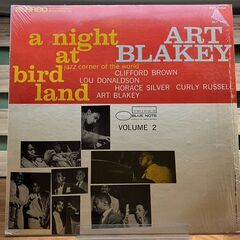 STEREO
a night
at
bird
land
jazz corner of the world
ART
BLAKEY
CLIFFORD BROWN
LOU DONALDSON
HORACE SILVER CURLY RUSSELL
ART BLAKEY
BLUE NOTE
VOLUME 2